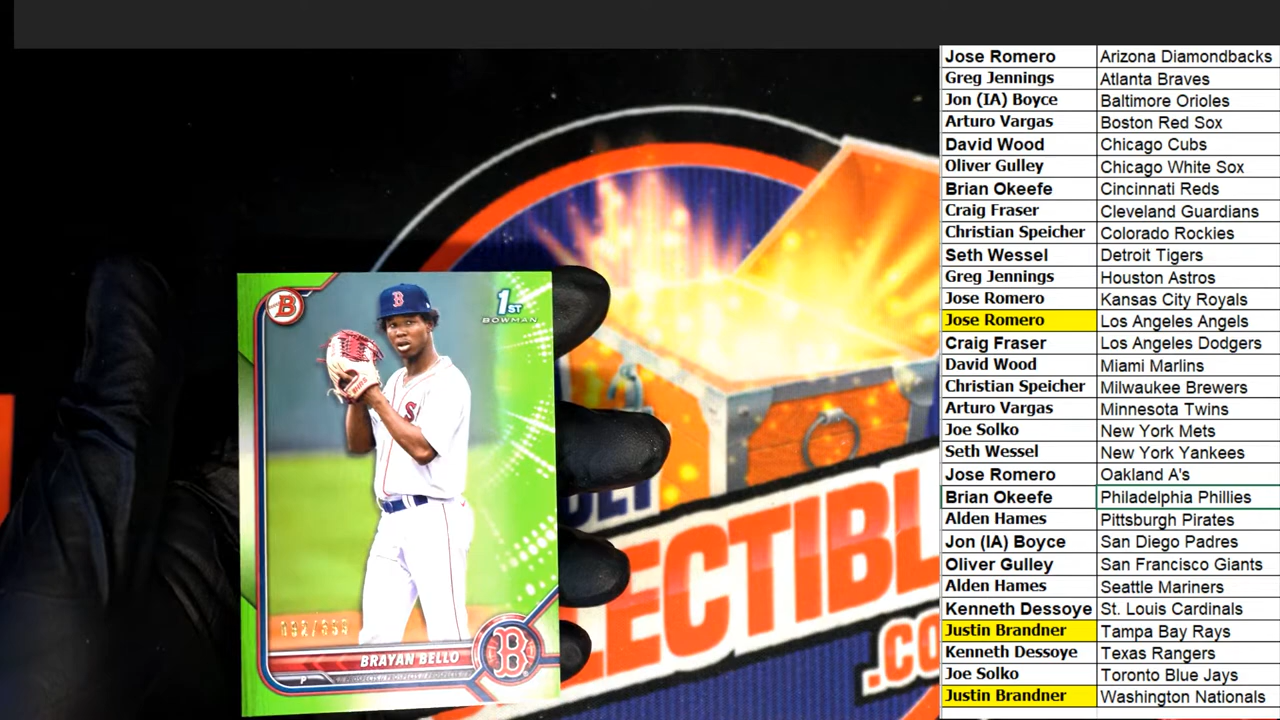 Jose Romero Arizona Diamondbacks
Greg Jennings Atlanta Braves
Jon (IA) Boyce Baltimore Orioles
Arturo Vargas Boston Red Sox
David Wood Chicago Cubs
Oliver Gulley Chicago White Sox
Brian Okeefe Cincinnati Reds
Craig Fraser Cleveland Guardians
Christian Speicher Colorado Rockies
Seth Wessel Detroit Tigers
Greg Jennings Houston Astros
Jose Romero Kansas City Royals
Jose Romero Los Angeles Angels
Craig Fraser Los Angeles Dodgers
David Wood Miami Marlins
Christian Speicher Milwaukee Brewers
Arturo Vargas Minnesota Twins
Joe Solko New York Mets
Seth Wessel New York Yankees
Jose Romero Oakland A's
Brian Okeefe Philadelphia Phillies
Alden Hames Pittsburgh Pirates
Jon (IA) Boyce San Diego Padres
Oliver Gulley San Francisco Giants
Alden Hames Seattle Mariners
Kenneth Dessoye St. Louis Cardinals
Justin Brandner Tampa Bay Rays
Kenneth Dessoye Texas Rangers
Joe Solko Toronto Blue Jays
Justin Brandner Washington Nationals
B
1ST
BOWMAN
B
BRAYAN BELLO
P
B
ECTIBL
.CO